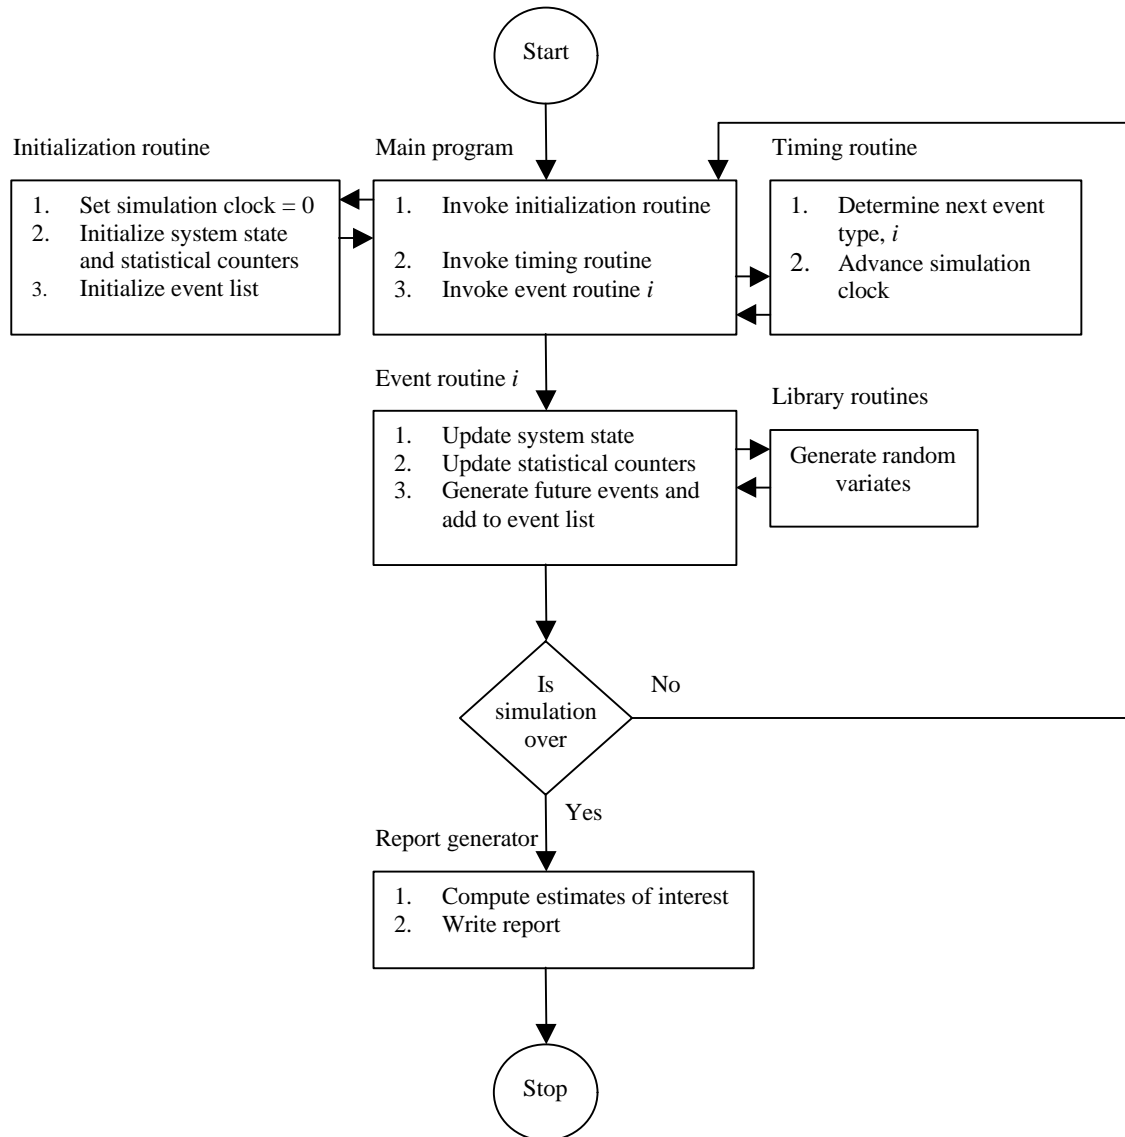 Start
Initialization routine
Main program
Timing routine
1. Set simulation clock = 0
2. Initialize system state
and statistical counters
3. Initialize event list
1. Invoke initialization routine
2. Invoke timing routine
3. Invoke event routine i
1. Determine next event
type, i
2. Advance simulation
clock
Event routine i
Library routines
1. Update system state
2. Update statistical counters
3. Generate future events and
add to event list
Generate random
variates
Is
simulation
over
No
Yes
Report generator
1. Compute estimates of interest
2. Write report
Stop